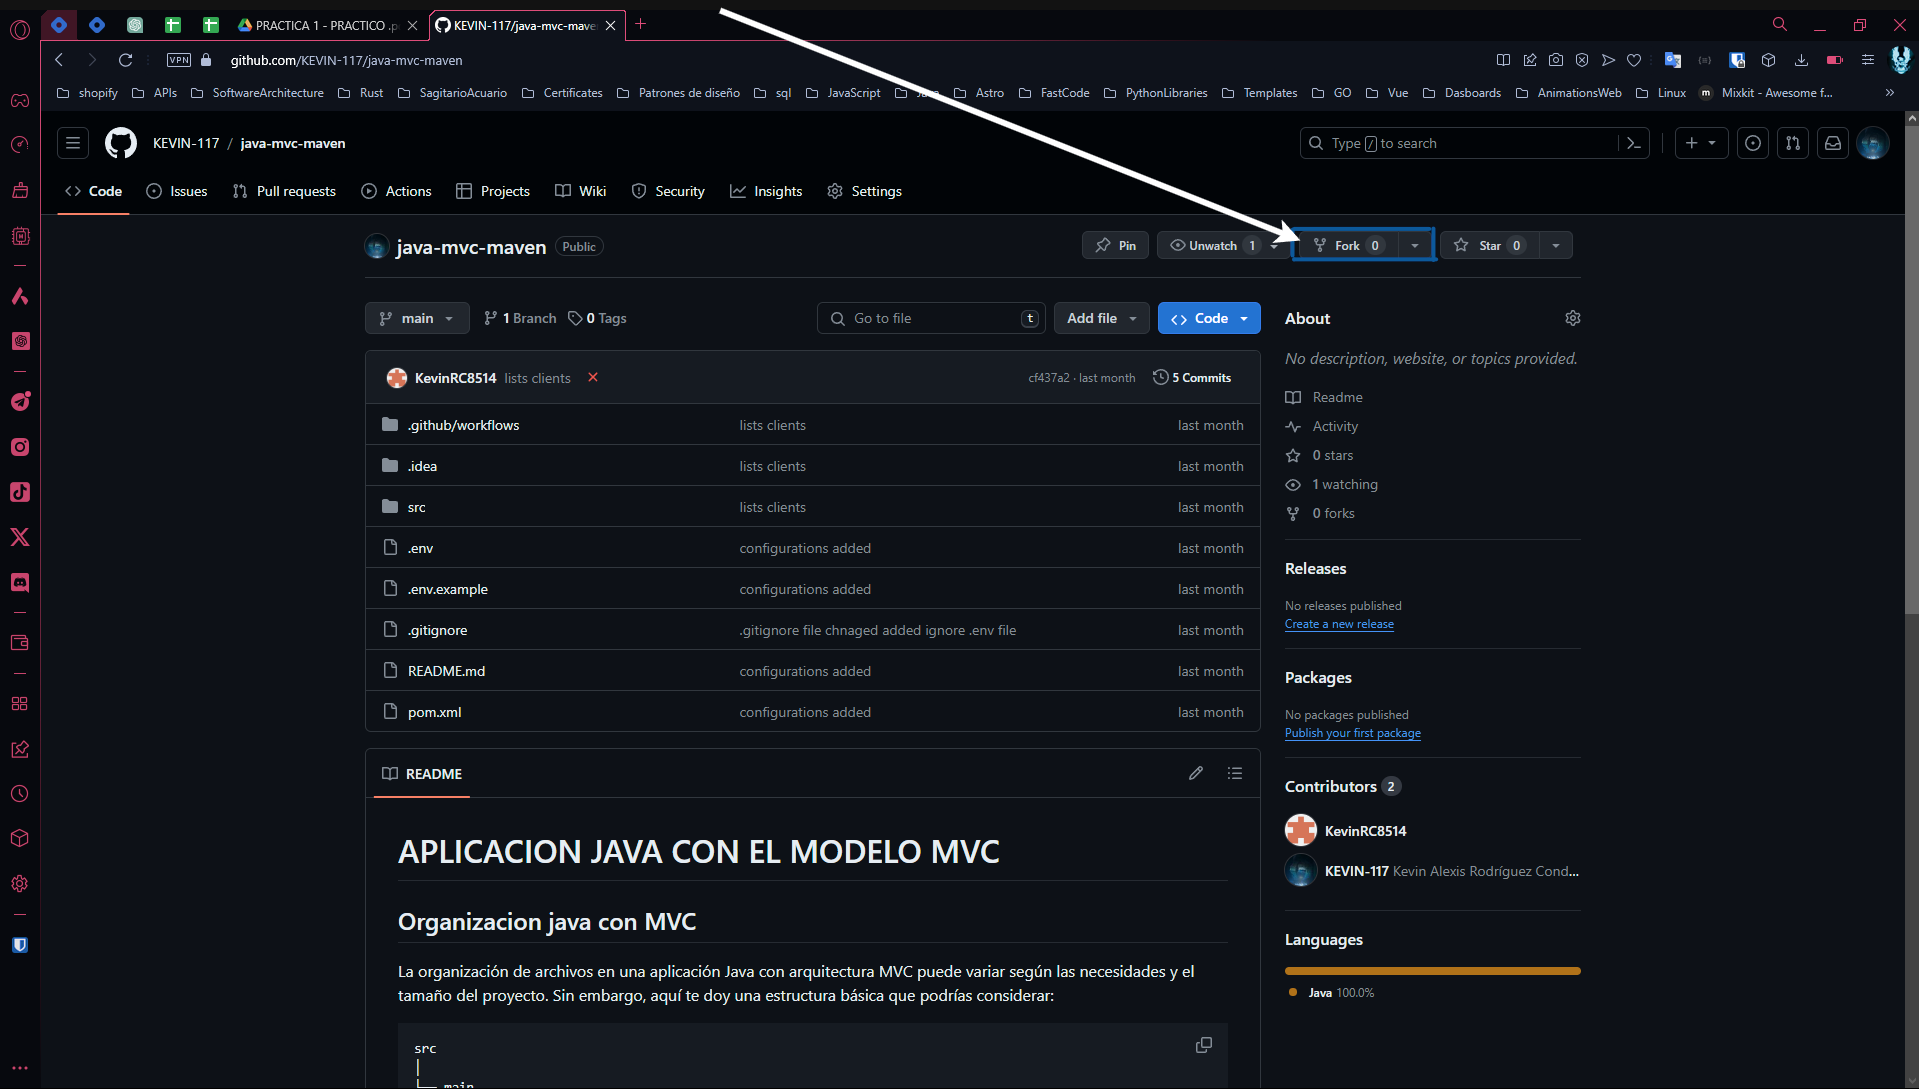 PRACTICA 1 - PRACTICO .p
KEVIN-117/java-mvc-mave
VPN
github.com/KEVIN-117/java-mvc-maven
shopify APIs SoftwareArchitecture Rust SagitarioAcuario Certificates Patrones de diseño sql JavaScript Astro FastCode PythonLibraries Templates GO Vue Dasboards AnimationsWeb Linux m Mixkit - Awesome f...
KEVIN-117 / java-mvc-maven
Type / to search
Code Issues Pull requests Actions Projects Wiki Security Insights Settings
java-mvc-maven Public
Pin Unwatch 1 Fork 0 Star 0
main 1 Branch 0 Tags
Go to file t Add file Code
KevinRC8514 lists clients cf437a2 · last month 5 Commits
.github/workflows lists clients last month
.idea lists clients last month
src lists clients last month
.env configurations added last month
.env.example configurations added last month
.gitignore .gitignore file chnaged added ignore .env file last month
README.md configurations added last month
pom.xml configurations added last month
README
APLICACION JAVA CON EL MODELO MVC
Organizacion java con MVC
La organización de archivos en una aplicación Java con arquitectura MVC puede variar según las necesidades y el
tamaño del proyecto. Sin embargo, aquí te doy una estructura básica que podrías considerar:
src
main
About
No description, website, or topics provided.
Readme
Activity
0 stars
1 watching
0 forks
Releases
No releases published
Create a new release
Packages
No packages published
Publish your first package
Contributors 2
KevinRC8514
KEVIN-117 Kevin Alexis Rodríguez Cond...
Languages
Java 100.0%